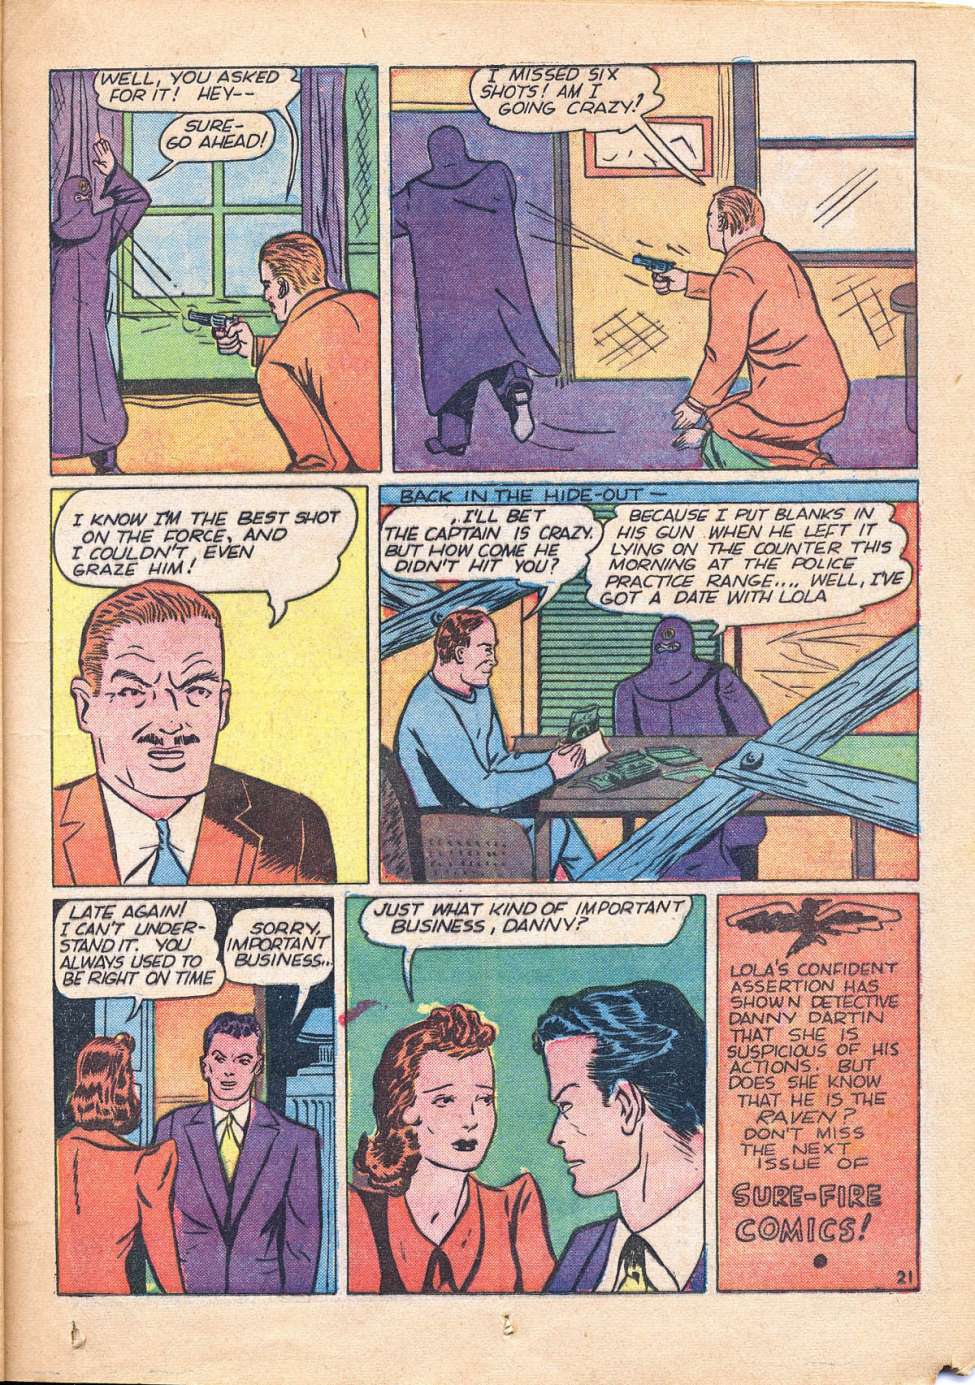 WELL, YOU ASKED
FOR IT! HEY--
SURE-
GO AHEAD!
I MISSED SIX
SHOTS! AM I
GOING CRAZY!
I KNOW I'M THE BEST SHOT
ON THE FORCE, AND
I COULDN'T EVEN
GRAZE HIM!
BACK IN THE HIDE-OUT —
I'LL BET
THE CAPTAIN IS CRAZY.
BUT HOW COME HE
DIDN'T HIT YOU?
BECAUSE I PUT BLANKS IN
HIS GUN WHEN HE LEFT IT
LYING ON THE COUNTER THIS
MORNING AT THE POLICE
PRACTICE RANGE.... WELL, I'VE
GOT A DATE WITH LOLA
LATE AGAIN!
I CAN'T UNDER-
STAND IT. YOU
ALWAYS USED TO
BE RIGHT ON TIME
SORRY,
IMPORTANT
BUSINESS...
JUST WHAT KIND OF IMPORTANT
BUSINESS, DANNY?
LOLA'S CONFIDENT
ASSERTION HAS
SHOWN DETECTIVE
DANNY DARTIN
THAT SHE IS
SUSPICIOUS OF HIS
ACTIONS. BUT
DOES SHE KNOW
THAT HE IS THE
RAVEN?
DON'T MISS
THE NEXT
ISSUE OF
SURE-FIRE
COMICS!
21